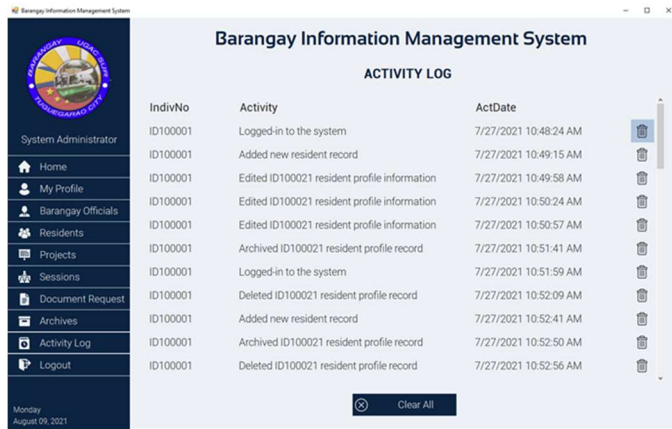 Barangay Information Management System
BARANGAY UGAC SUR
TUGUEGARAO CITY
System Administrator
Home
My Profile
Barangay Officials
Residents
Projects
Sessions
Document Request
Archives
Activity Log
Logout
Monday
August 09, 2021
Barangay Information Management System
ACTIVITY LOG
IndivNo Activity ActDate
ID100001 Logged-in to the system 7/27/2021 10:48:24 AM
ID100001 Added new resident record 7/27/2021 10:49:15 AM
ID100001 Edited ID100021 resident profile information 7/27/2021 10:49:58 AM
ID100001 Edited ID100021 resident profile information 7/27/2021 10:50:24 AM
ID100001 Edited ID100021 resident profile information 7/27/2021 10:50:57 AM
ID100001 Archived ID100021 resident profile record 7/27/2021 10:51:41 AM
ID100001 Logged-in to the system 7/27/2021 10:51:59 AM
ID100001 Deleted ID100021 resident profile record 7/27/2021 10:52:09 AM
ID100001 Added new resident record 7/27/2021 10:52:41 AM
ID100001 Archived ID100021 resident profile record 7/27/2021 10:52:50 AM
ID100001 Deleted ID100021 resident profile record 7/27/2021 10:52:56 AM
Clear All